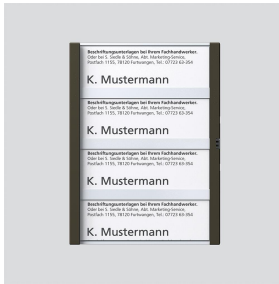 Beschriftungsunterlagen bei Ihrem Fachhandwerker.
Oder bei S. Siedle & Söhne, Abt. Marketing-Service,
Postfach 1155, 78120 Furtwangen, Tel.: 07723 63-354
K. Mustermann
Beschriftungsunterlagen bei Ihrem Fachhandwerker.
Oder bei S. Siedle & Söhne, Abt. Marketing-Service,
Postfach 1155, 78120 Furtwangen, Tel.: 07723 63-354
K. Mustermann
Beschriftungsunterlagen bei Ihrem Fachhandwerker.
Oder bei S. Siedle & Söhne, Abt. Marketing-Service,
Postfach 1155, 78120 Furtwangen, Tel.: 07723 63-354
K. Mustermann
Beschriftungsunterlagen bei Ihrem Fachhandwerker.
Oder bei S. Siedle & Söhne, Abt. Marketing-Service,
Postfach 1155, 78120 Furtwangen, Tel.: 07723 63-354
K. Mustermann